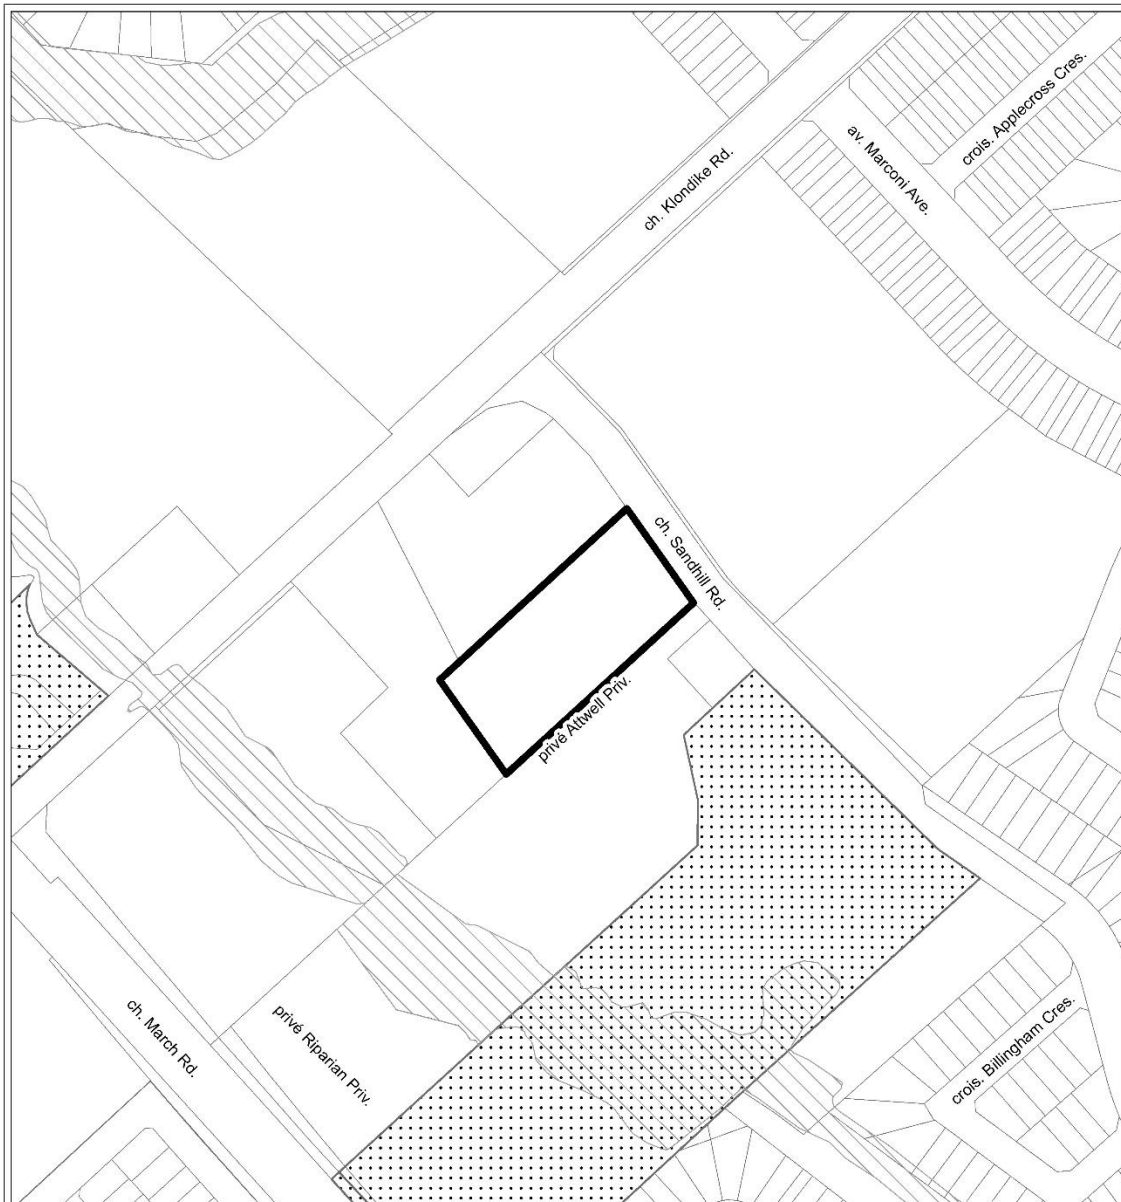 crois. Applecross Cres.
av. Marconi Ave.
ch. Klondike Rd.
ch. Sandhill Rd.
privé Attwell Priv.
ch. March Rd.
privé Riparian Priv.
crois. Billingham Cres.